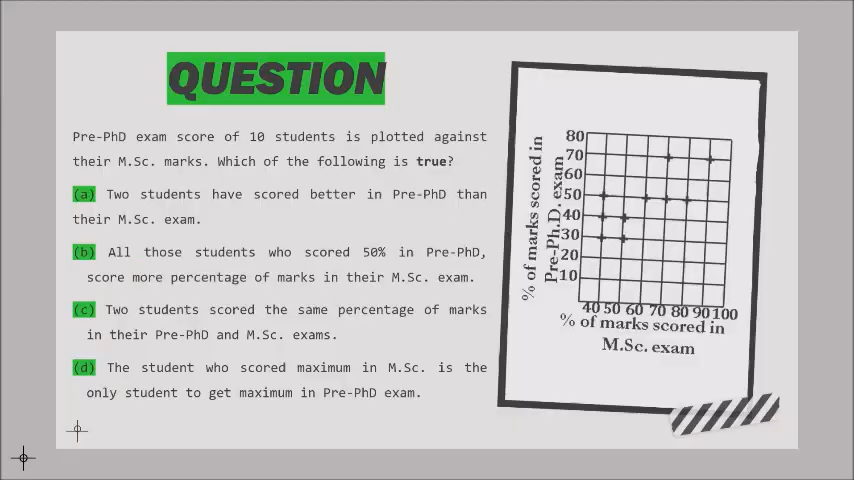 QUESTION
Pre-PhD exam score of 10 students is plotted against
their M.Sc. marks. Which of the following is true?
(a) Two students have scored better in Pre-PhD than
their M.Sc. exam.
(b) All those students who scored 50% in Pre-PhD,
score more percentage of marks in their M.Sc. exam.
(c) Two students scored the same percentage of marks
in their Pre-PhD and M.Sc. exams.
(d) The student who scored maximum in M.Sc. is the
only student to get maximum in Pre-PhD exam.
% of marks scored in
Pre-Ph.D. exam
80
70
60
50
40
30
20
10
40 50 60 70 80 90 100
% of marks scored in
M.Sc. exam